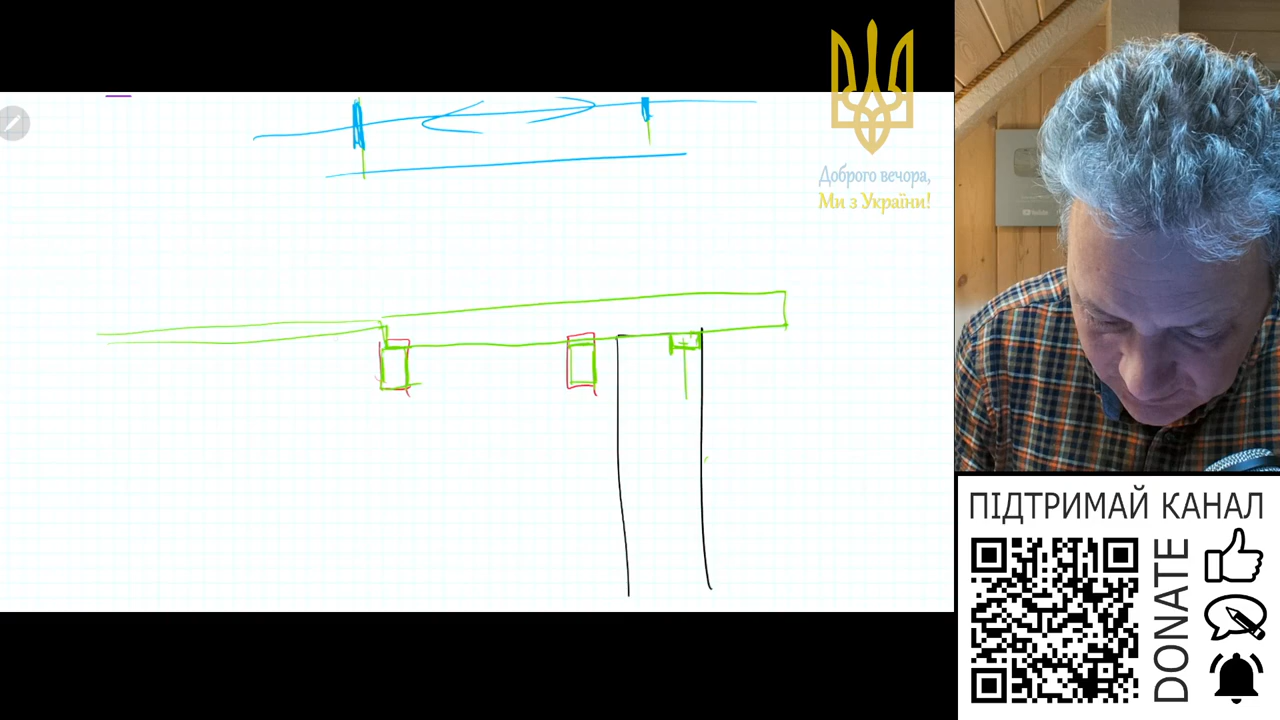 Доброго вечора,
Ми з України!
ПІДТРИМАЙ КАНАЛ
DONATE